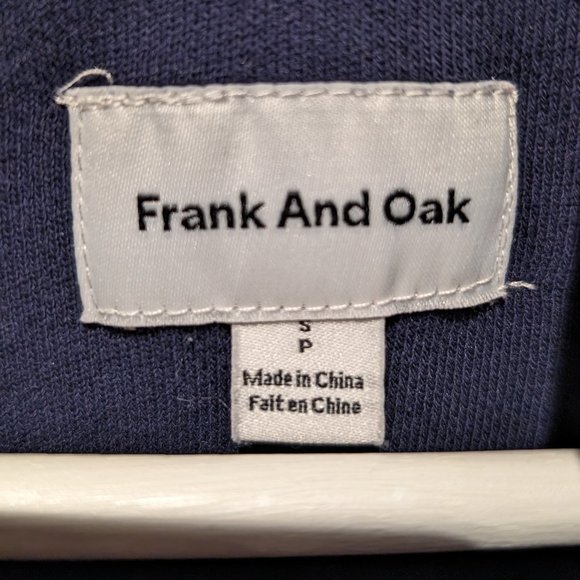 Frank And Oak
S
P
Made in China
Fait en Chine